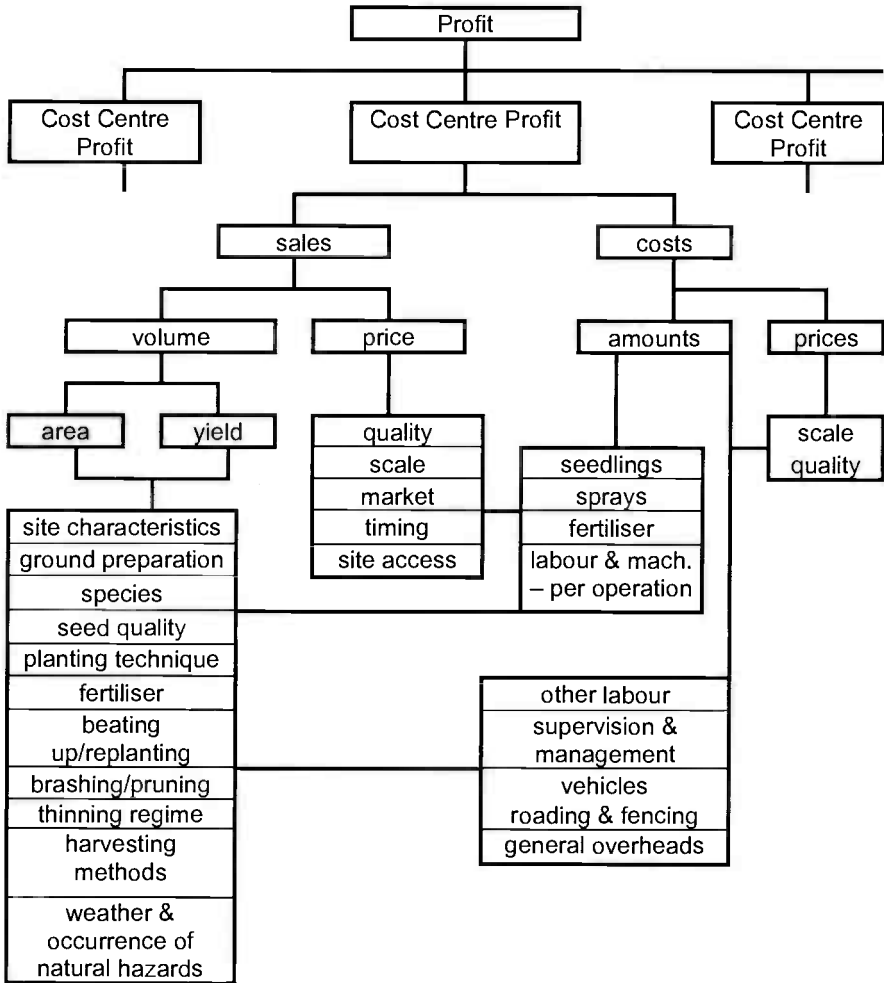 Profit
Cost Centre
Profit
Cost Centre Profit
Cost Centre
Profit
sales
costs
volume
price
amounts
prices
area
yield
quality
scale
market
timing
site access
seedlings
sprays
fertiliser
labour & mach.
– per operation
scale
quality
site characteristics
ground preparation
species
seed quality
planting technique
fertiliser
beating
up/replanting
brashing/pruning
thinning regime
harvesting
methods
weather &
occurrence of
natural hazards
other labour
supervision &
management
vehicles
roading & fencing
general overheads